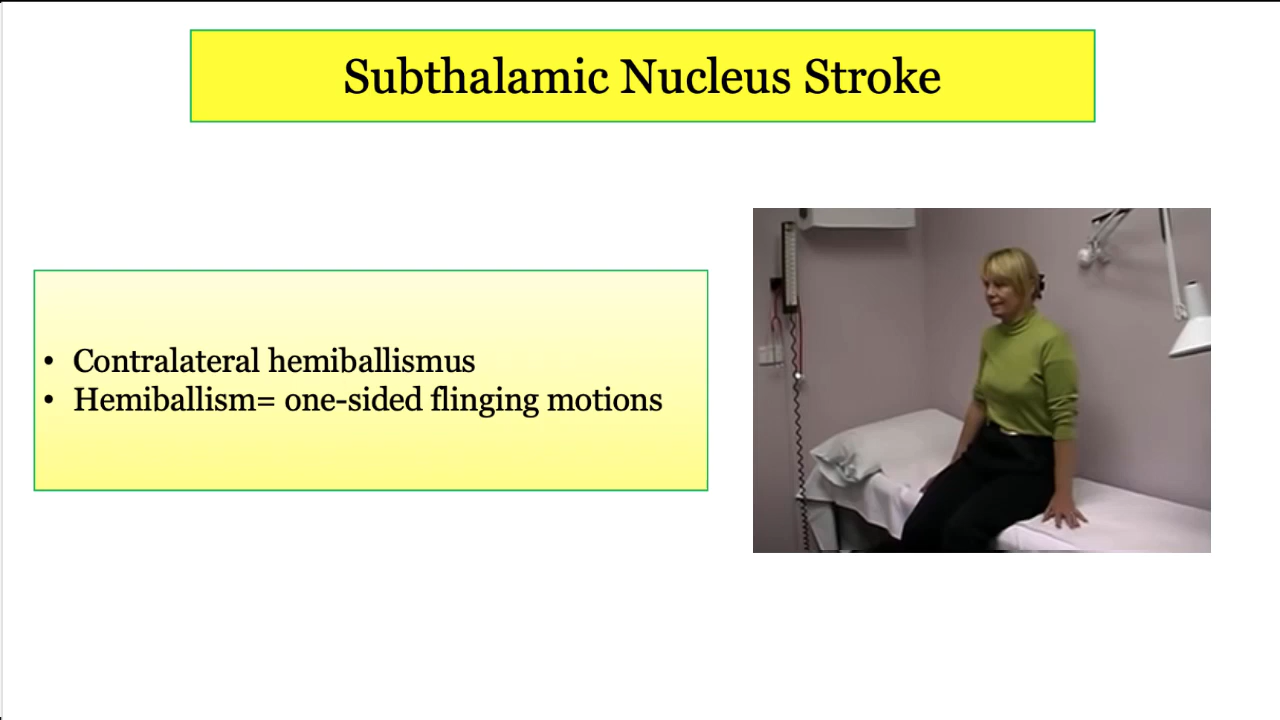 Subthalamic Nucleus Stroke
• Contralateral hemiballismus
• Hemiballism= one-sided flinging motions